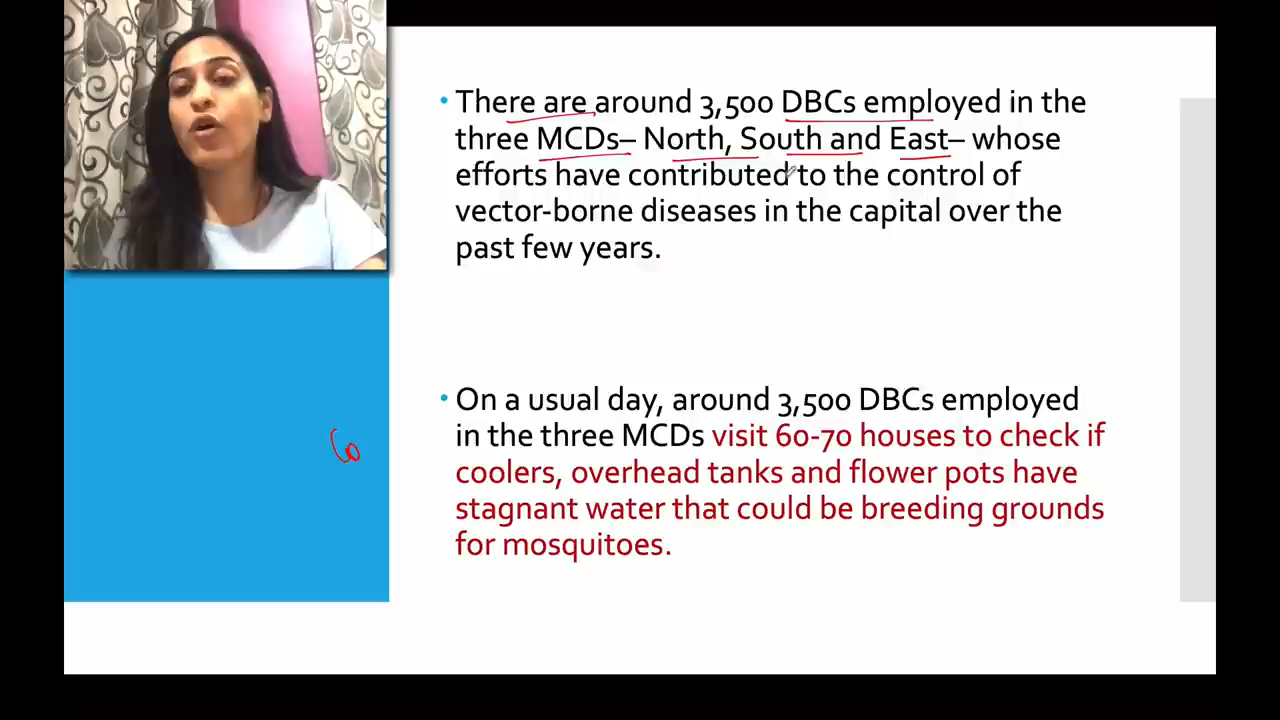 There are around 3,500 DBCs employed in the
three MCDs– North, South and East– whose
efforts have contributed to the control of
vector-borne diseases in the capital over the
past few years.
60
On a usual day, around 3,500 DBCs employed
in the three MCDs visit 60-70 houses to check if
coolers, overhead tanks and flower pots have
stagnant water that could be breeding grounds
for mosquitoes.